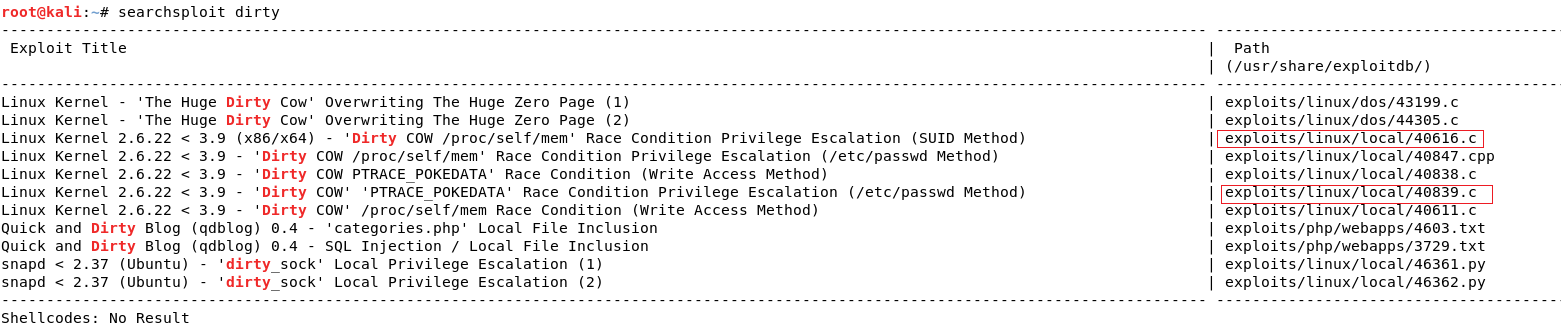 root@kali:~# searchsploit dirty
--------------------------------------------------------------------------------------------------------------------------------------- ---------------------------------------
 Exploit Title                                                                                                                         |  Path
                                                                                                                                       | (/usr/share/exploitdb/)
--------------------------------------------------------------------------------------------------------------------------------------- ---------------------------------------
Linux Kernel - 'The Huge Dirty Cow' Overwriting The Huge Zero Page (1) | exploits/linux/dos/43199.c
Linux Kernel - 'The Huge Dirty Cow' Overwriting The Huge Zero Page (2) | exploits/linux/dos/44305.c
Linux Kernel 2.6.22 < 3.9 (x86/x64) - 'Dirty COW /proc/self/mem' Race Condition Privilege Escalation (SUID Method) | exploits/linux/local/40616.c
Linux Kernel 2.6.22 < 3.9 - 'Dirty COW /proc/self/mem' Race Condition Privilege Escalation (/etc/passwd Method) | exploits/linux/local/40847.cpp
Linux Kernel 2.6.22 < 3.9 - 'Dirty COW PTRACE_POKEDATA' Race Condition (Write Access Method) | exploits/linux/local/40838.c
Linux Kernel 2.6.22 < 3.9 - 'Dirty COW' 'PTRACE_POKEDATA' Race Condition Privilege Escalation (/etc/passwd Method) | exploits/linux/local/40839.c
Linux Kernel 2.6.22 < 3.9 - 'Dirty COW' /proc/self/mem Race Condition (Write Access Method) | exploits/linux/local/40611.c
Quick and Dirty Blog (qdblog) 0.4 - 'categories.php' Local File Inclusion | exploits/php/webapps/4603.txt
Quick and Dirty Blog (qdblog) 0.4 - SQL Injection / Local File Inclusion | exploits/php/webapps/3729.txt
snapd < 2.37 (Ubuntu) - 'dirty_sock' Local Privilege Escalation (1) | exploits/linux/local/46361.py
snapd < 2.37 (Ubuntu) - 'dirty_sock' Local Privilege Escalation (2) | exploits/linux/local/46362.py
--------------------------------------------------------------------------------------------------------------------------------------- ---------------------------------------
Shellcodes: No Result